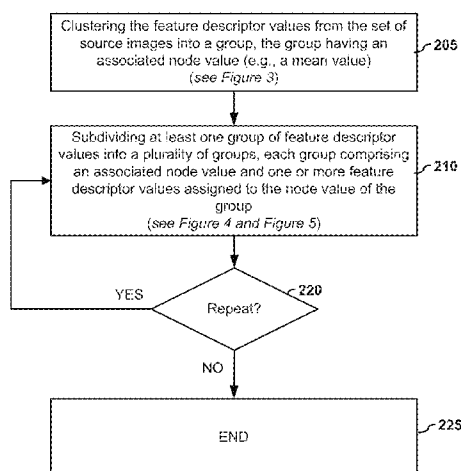 Clustering the feature descriptor values from the set of
source images into a group, the group having an
associated node value (e.g., a mean value)
(see Figure 3)
205
Subdividing at least one group of feature descriptor
values into a plurality of groups, each group comprising
an associated node value and one or more feature
descriptor values assigned to the node value of the
group
(see Figure 4 and Figure 5)
210
YES
Repeat?
220
NO
END
225